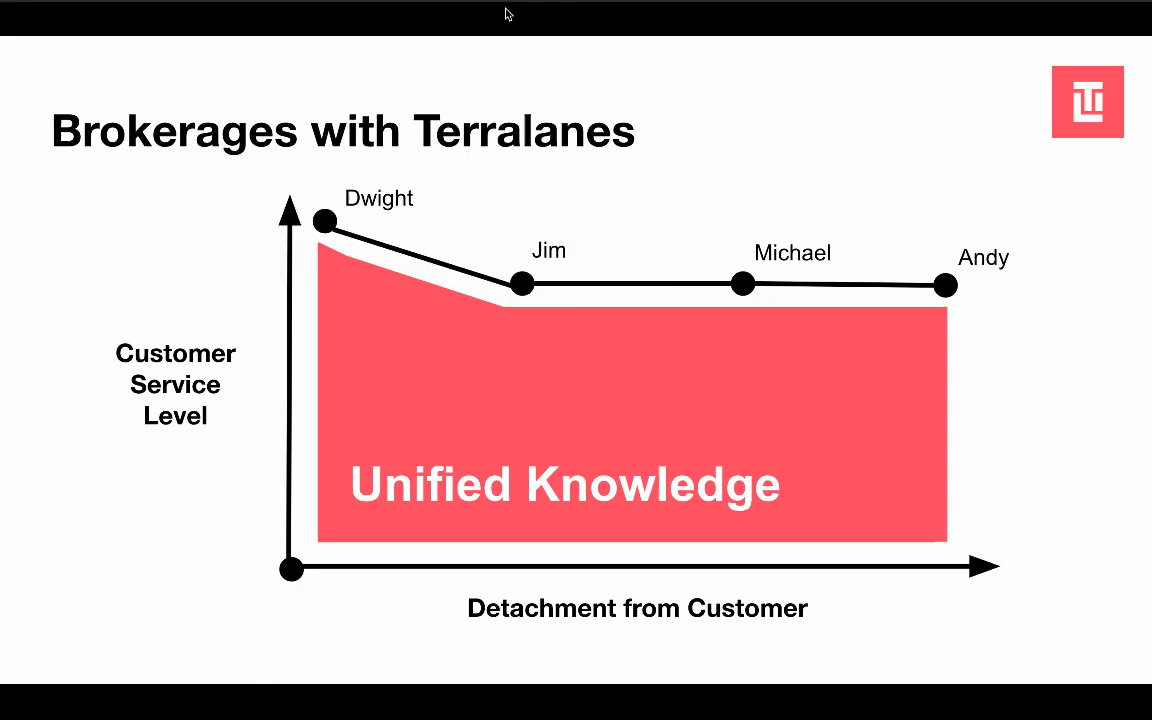 Brokerages with Terralanes
Dwight
Jim
Michael
Andy
Customer
Service
Level
Unified Knowledge
Detachment from Customer